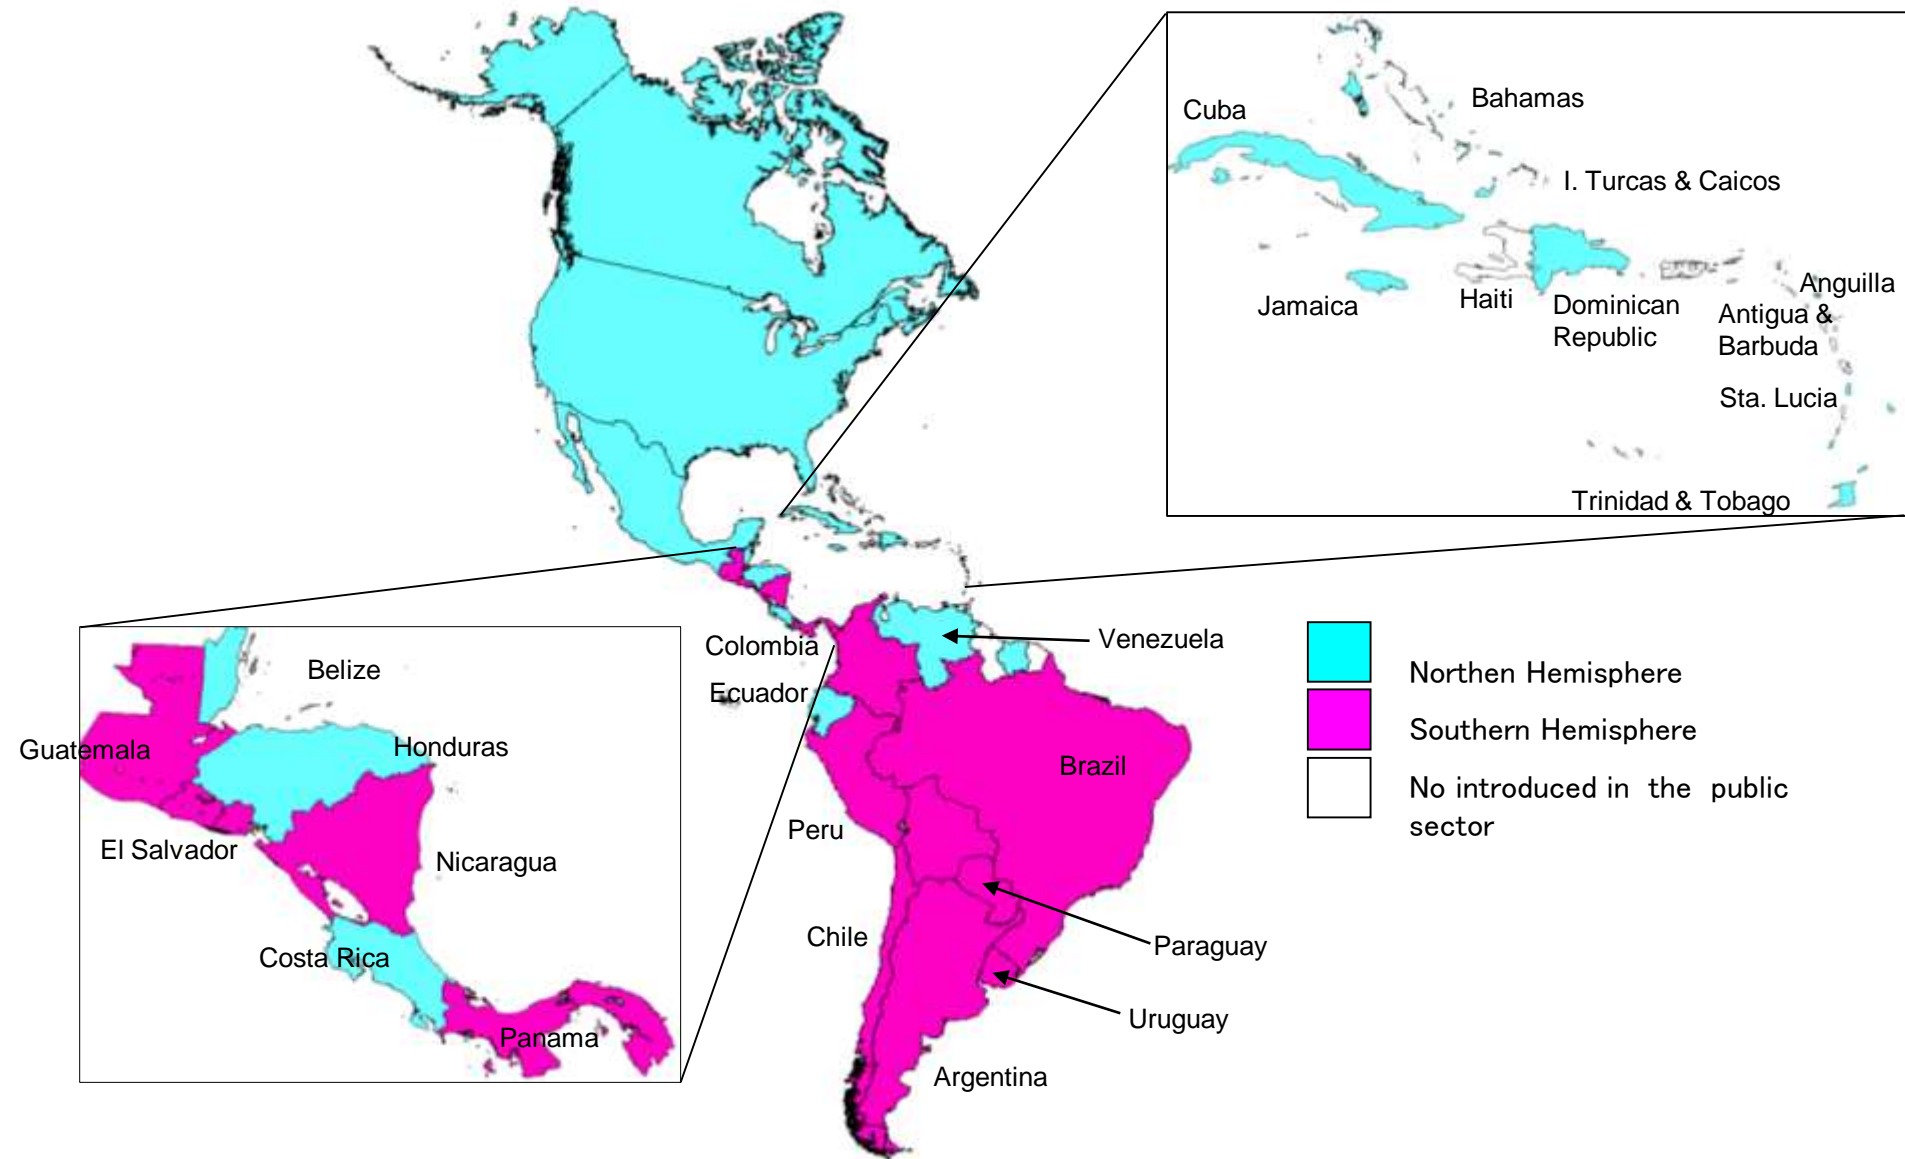 Cuba
Bahamas
I. Turcas & Caicos
Jamaica
Haiti
Dominican
Republic
Anguilla
Antigua &
Barbuda
Sta. Lucia
Trinidad & Tobago
Colombia
Ecuador
Venezuela
Brazil
Peru
Chile
Paraguay
Uruguay
Argentina
Belize
Guatemala
Honduras
El Salvador
Nicaragua
Costa Rica
Panama
Northen Hemisphere
Southern Hemisphere
No introduced in the public
sector